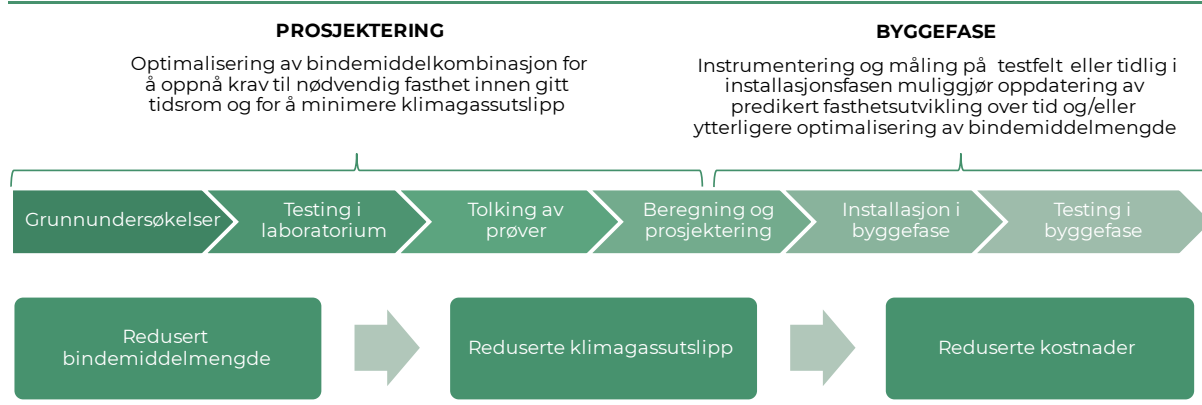 PROSJEKTERING
Optimalisering av bindemiddelkombinasjon for
å oppnå krav til nødvendig fasthet innen gitt
tidsrom og for å minimere klimagassutslipp
BYGGEFASE
Instrumentering og måling på testfelt eller tidlig i
installasjonsfasen muliggjør oppdatering av
predikert fasthetsutvikling over tid og/eller
ytterligere optimalisering av bindemiddelmengde
Grunnundersøkelser
Testing i
laboratorium
Tolking av
prøver
Beregning og
prosjektering
Installasjon i
byggefase
Testing i
byggefase
Redusert
bindemiddelmengde
Reduserte klimagassutslipp
Reduserte kostnader